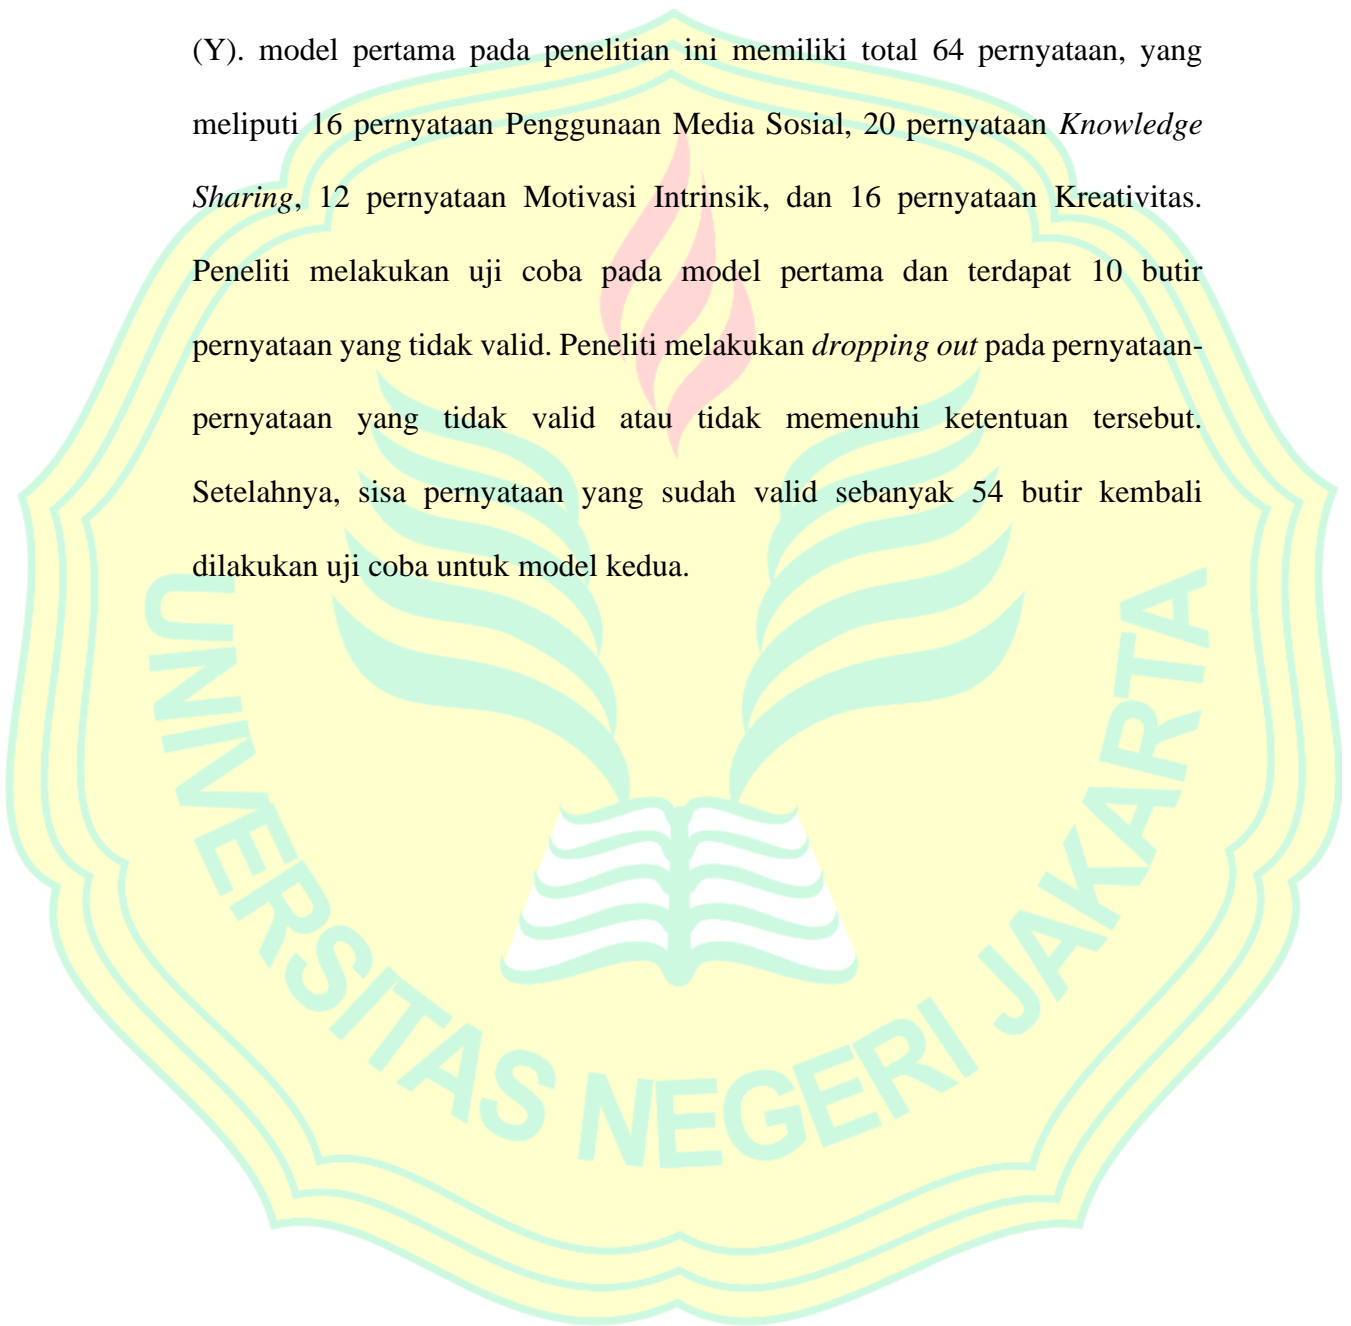 (Y). model pertama pada penelitian ini memiliki total 64 pernyataan, yang
meliputi 16 pernyataan Penggunaan Media Sosial, 20 pernyataan Knowledge
Sharing, 12 pernyataan Motivasi Intrinsik, dan 16 pernyataan Kreativitas.
Peneliti melakukan uji coba pada model pertama dan terdapat 10 butir
pernyataan yang tidak valid. Peneliti melakukan dropping out pada pernyataan-
pernyataan yang tidak valid atau tidak memenuhi ketentuan tersebut.
Setelahnya, sisa pernyataan yang sudah valid sebanyak 54 butir kembali
dilakukan uji coba untuk model kedua.
UNIVERSITAS NEGERI JAKARTA